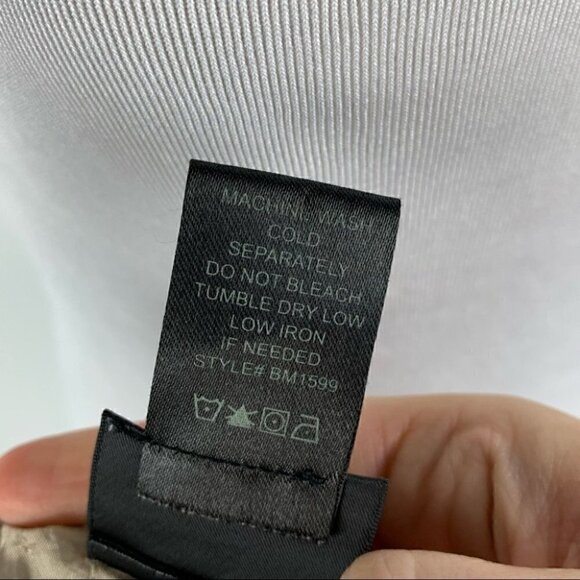 MACHINE WASH
COLD
SEPARATELY
DO NOT BLEACH
TUMBLE DRY LOW
LOW IRON
IF NEEDED
STYLE# BM1599